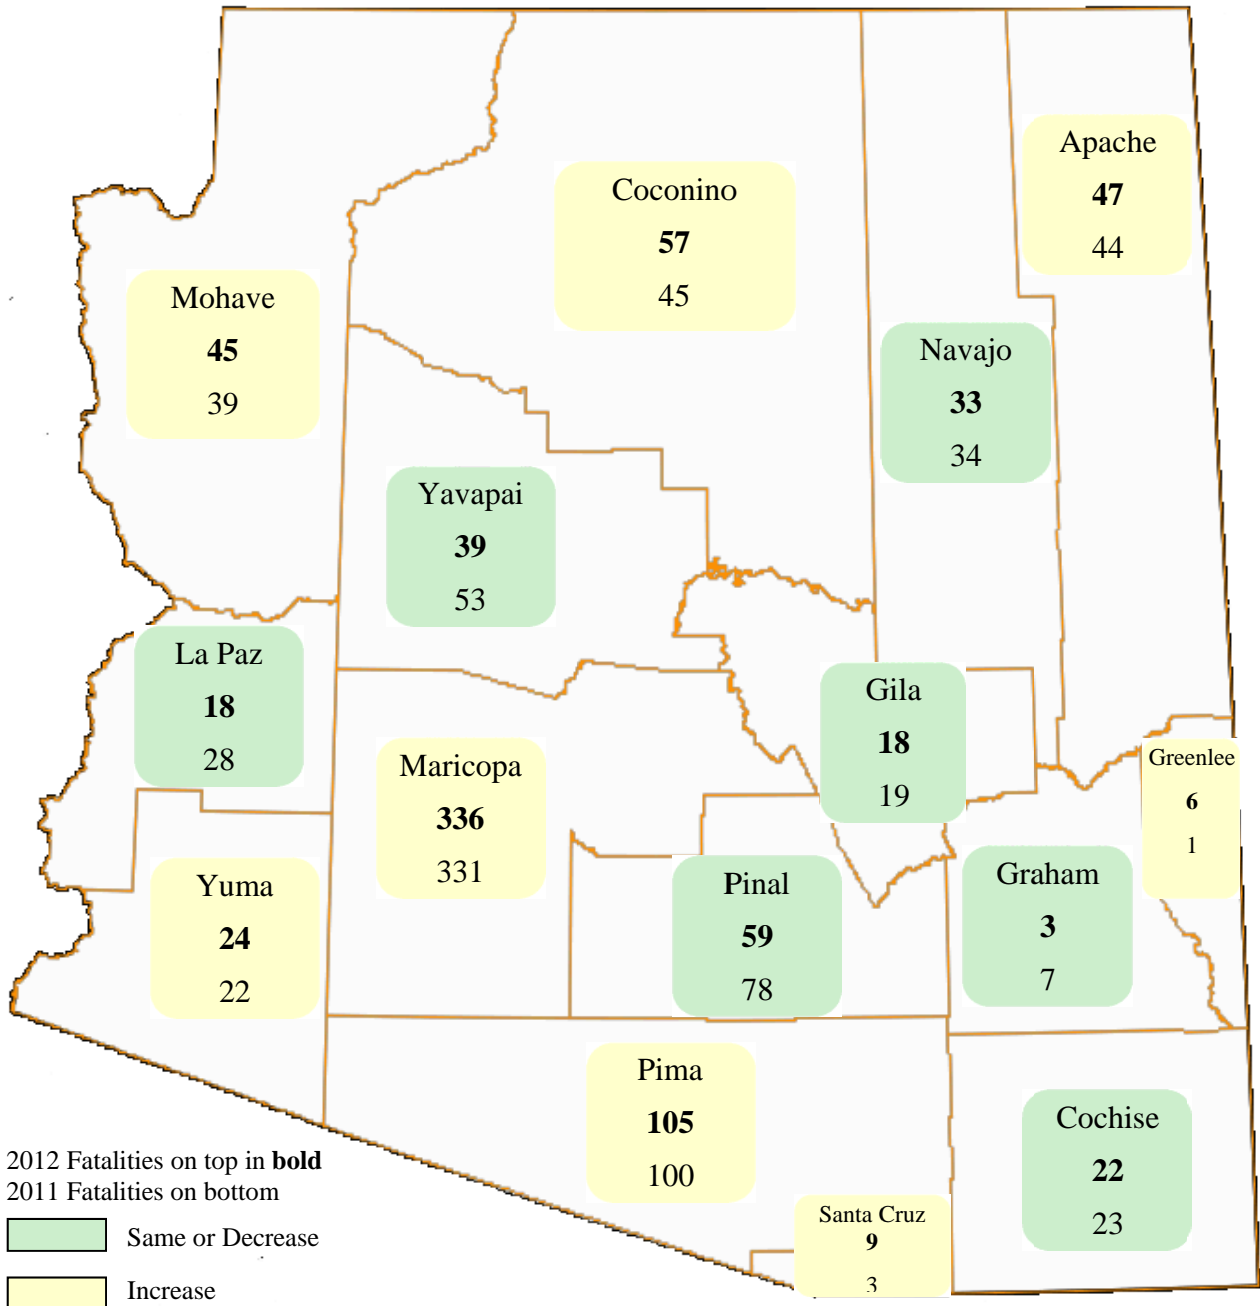 Apache
47
44
Coconino
57
45
Mohave
45
39
Navajo
33
34
Yavapai
39
53
La Paz
18
28
Gila
18
19
Maricopa
336
331
Greenlee
6
1
Yuma
24
22
Pinal
59
78
Graham
3
7
Pima
105
100
Cochise
22
23
Santa Cruz
9
3
2012 Fatalities on top in bold
2011 Fatalities on bottom
Same or Decrease
Increase